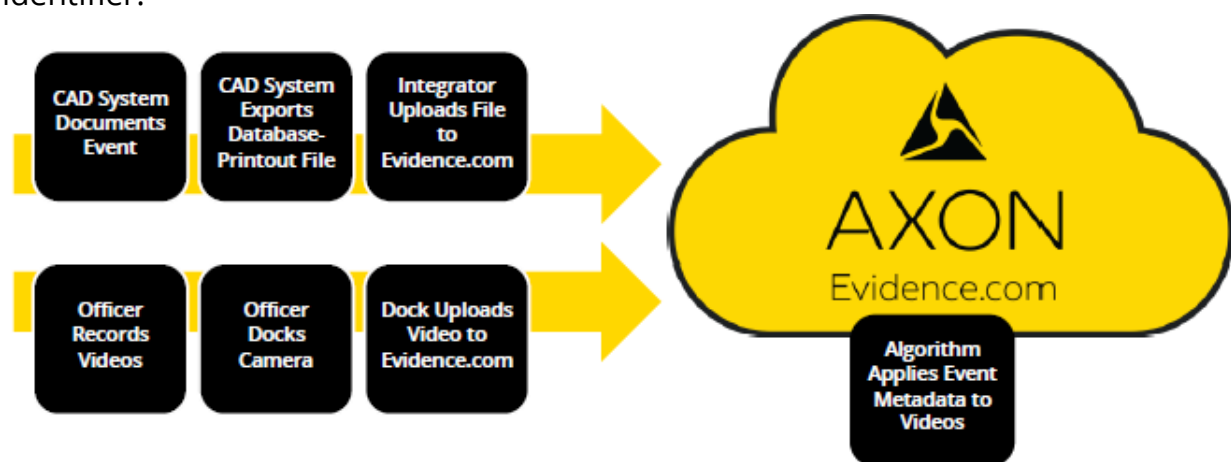 identifier?
CAD System
Documents
Event
CAD System
Exports
Database-
Printout File
Integrator
Uploads File
to
Evidence.com
Officer
Records
Videos
Officer
Docks
Camera
Dock Uploads
Video to
Evidence.com
AXON
Evidence.com
Algorithm
Applies Event
Metadata to
Videos